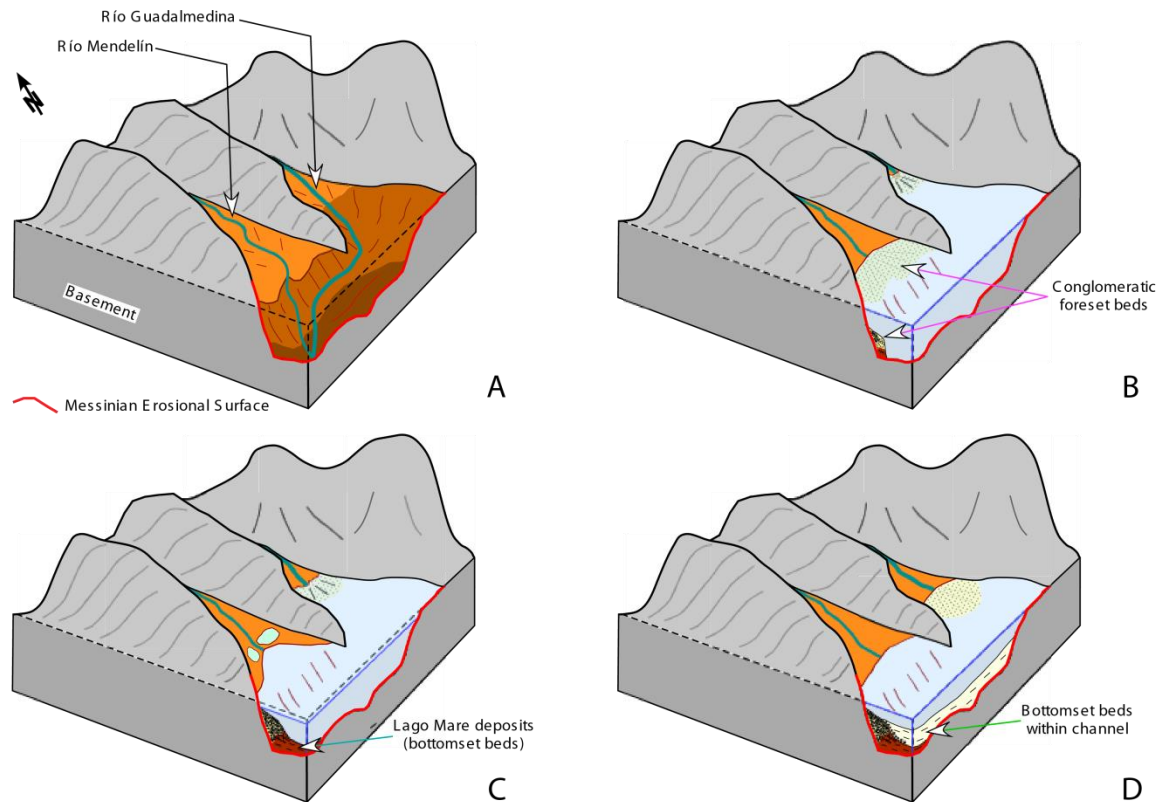 Río Guadalmedina
Río Mendelín
N
Basement
A
Messinian Erosional Surface
Conglomeratic
foreset beds
B
Lago Mare deposits
(bottomset beds)
C
Bottomset beds
within channel
D